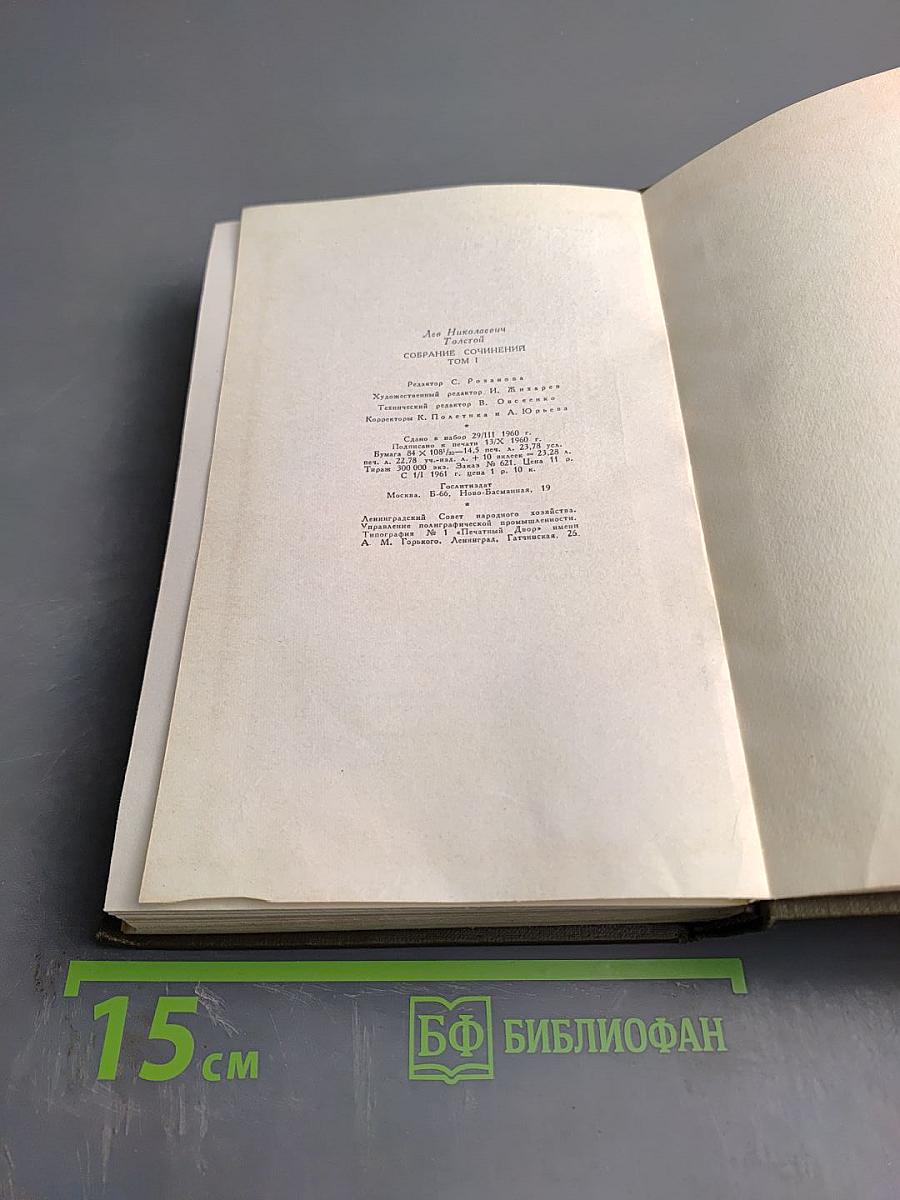 Лев Николаевич
Толстой
СОБРАНИЕ СОЧИНЕНИЙ
ТОМ I
Редактор С. Розанова
Художественный редактор И. Жихарев
Технический редактор В. Овсеенко
Корректоры К. Полетика и А. Юрьева
*
Сдано в набор 29/III 1960 г.
Подписано к печати 13/X 1960 г.
Бумага 84 × 108¹/₃₂—14,5 печ. л. 23,78 усл.
печ. л. 22,78 уч.-изд. л. + 10 вклеек = 23,28 л.
Тираж 300 000 экз. Заказ № 621. Цена 11 р.
С 1/I 1961 г. цена 1 р. 10 к.
Гослитиздат
Москва, Б-66, Ново-Басманная, 19
*
Ленинградский Совет народного хозяйства.
Управление полиграфической промышленности.
Типография № 1 «Печатный Двор» имени
А. М. Горького. Ленинград, Гатчинская, 26.
15 см
БФ БИБЛИОФАН